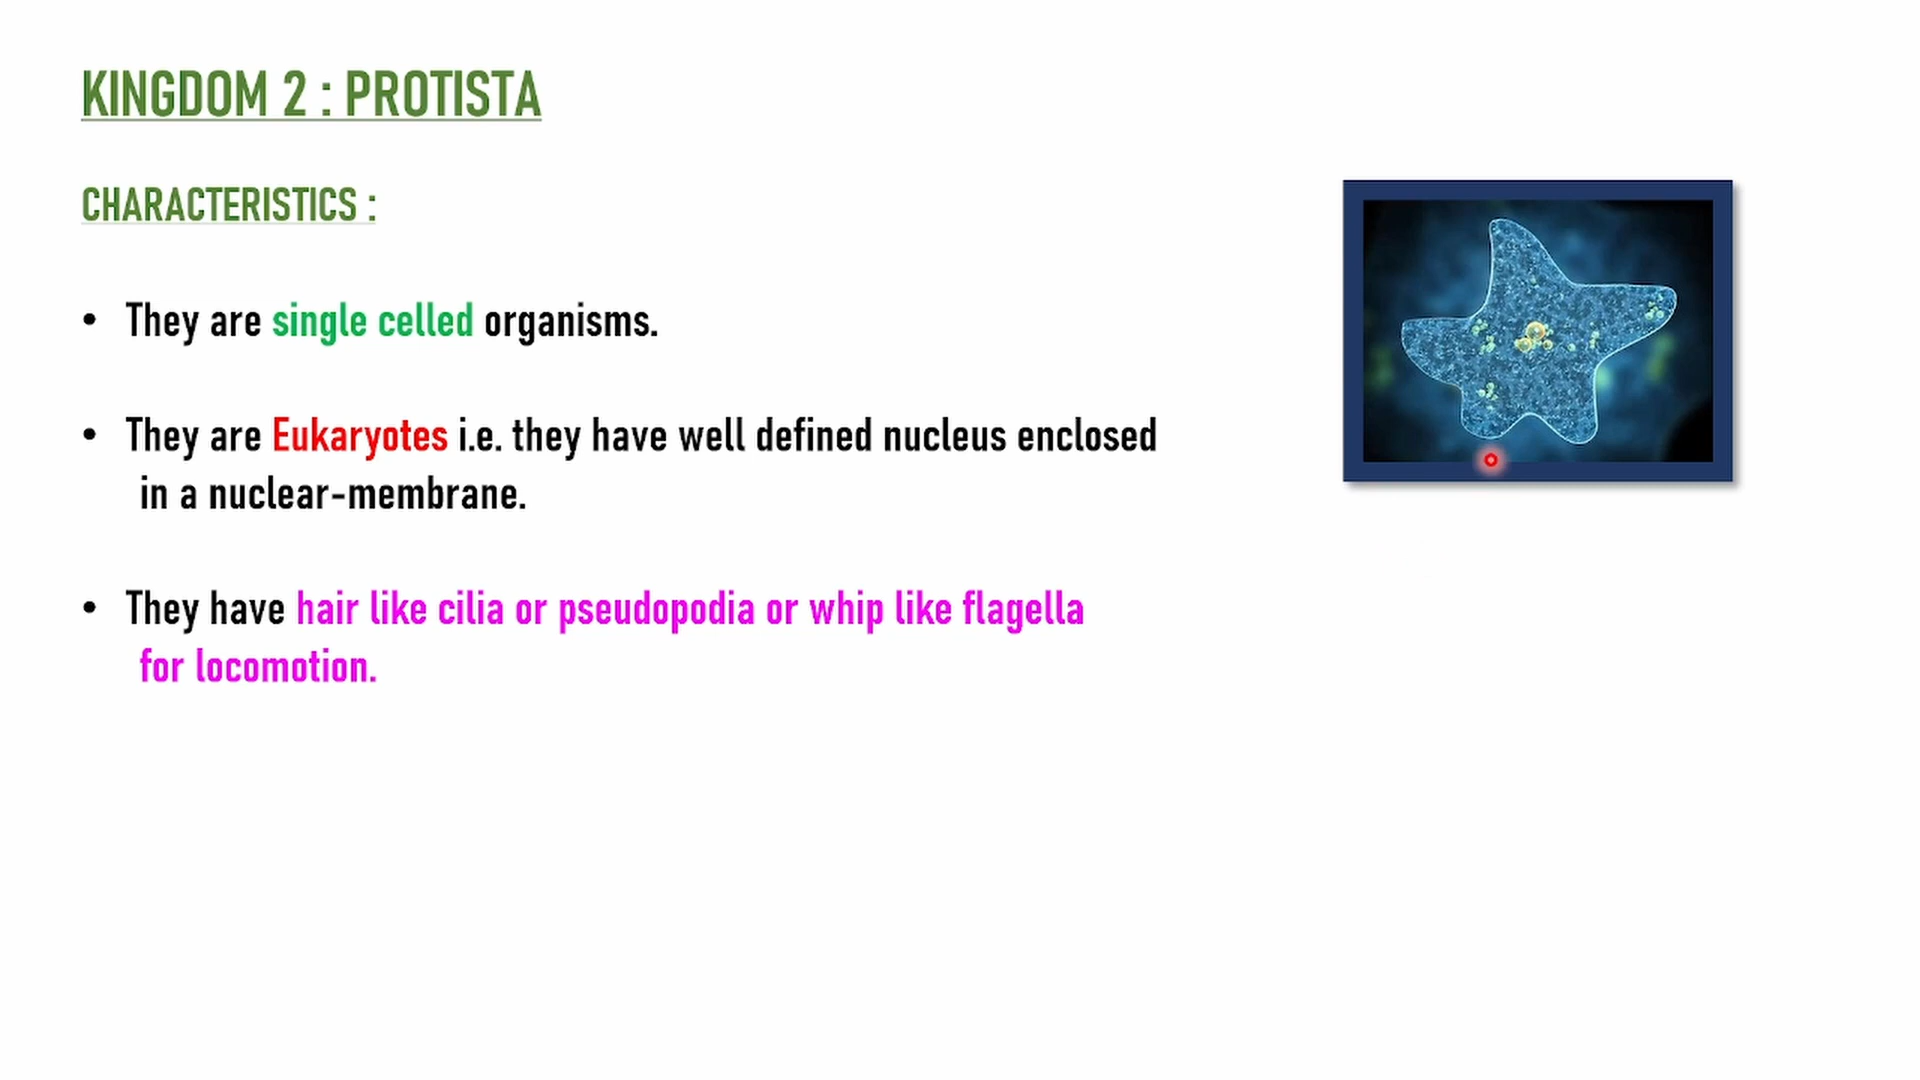 KINGDOM 2 : PROTISTA
CHARACTERISTICS :
• They are single celled organisms.
• They are Eukaryotes i.e. they have well defined nucleus enclosed
in a nuclear-membrane.
• They have hair like cilia or pseudopodia or whip like flagella
for locomotion.